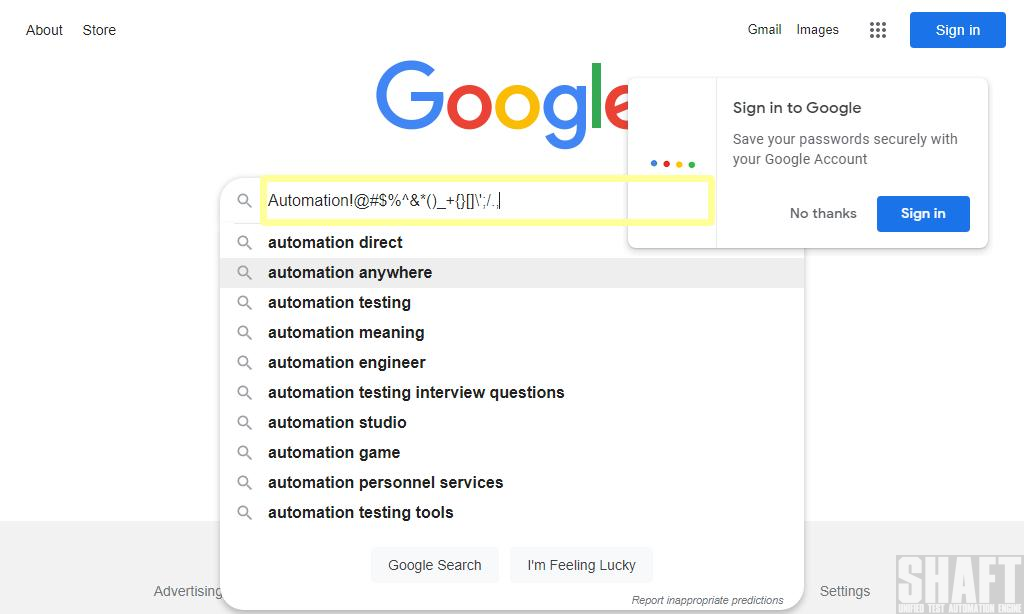 About Store Gmail Images Sign in
Google
Sign in to Google
Save your passwords securely with
your Google Account
No thanks Sign in
Automation!@#$%^&*()_+{}[]\';/.,
automation direct
automation anywhere
automation testing
automation meaning
automation engineer
automation testing interview questions
automation studio
automation game
automation personnel services
automation testing tools
Google Search I'm Feeling Lucky
Report inappropriate predictions
Advertising Settings
SHAFT
UNIFIED TEST AUTOMATION ENGINE